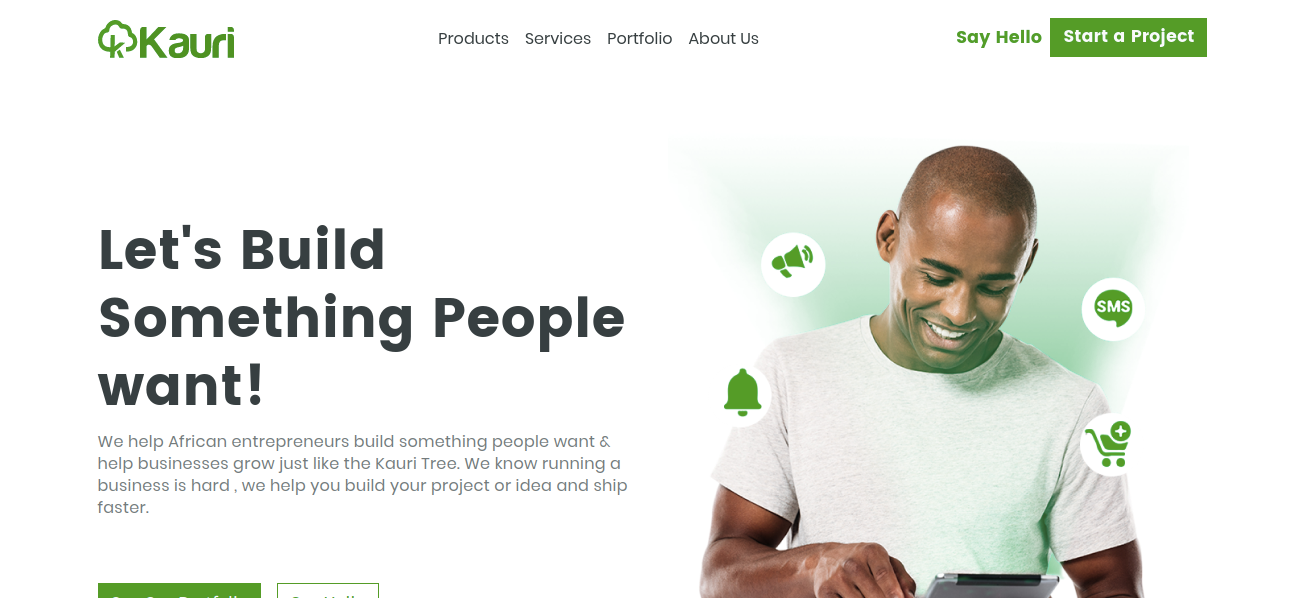 Kauri
Products Services Portfolio About Us
Say Hello
Start a Project
Let's Build
Something People
want!
SMS
We help African entrepreneurs build something people want &
help businesses grow just like the Kauri Tree. We know running a
business is hard , we help you build your project or idea and ship
faster.